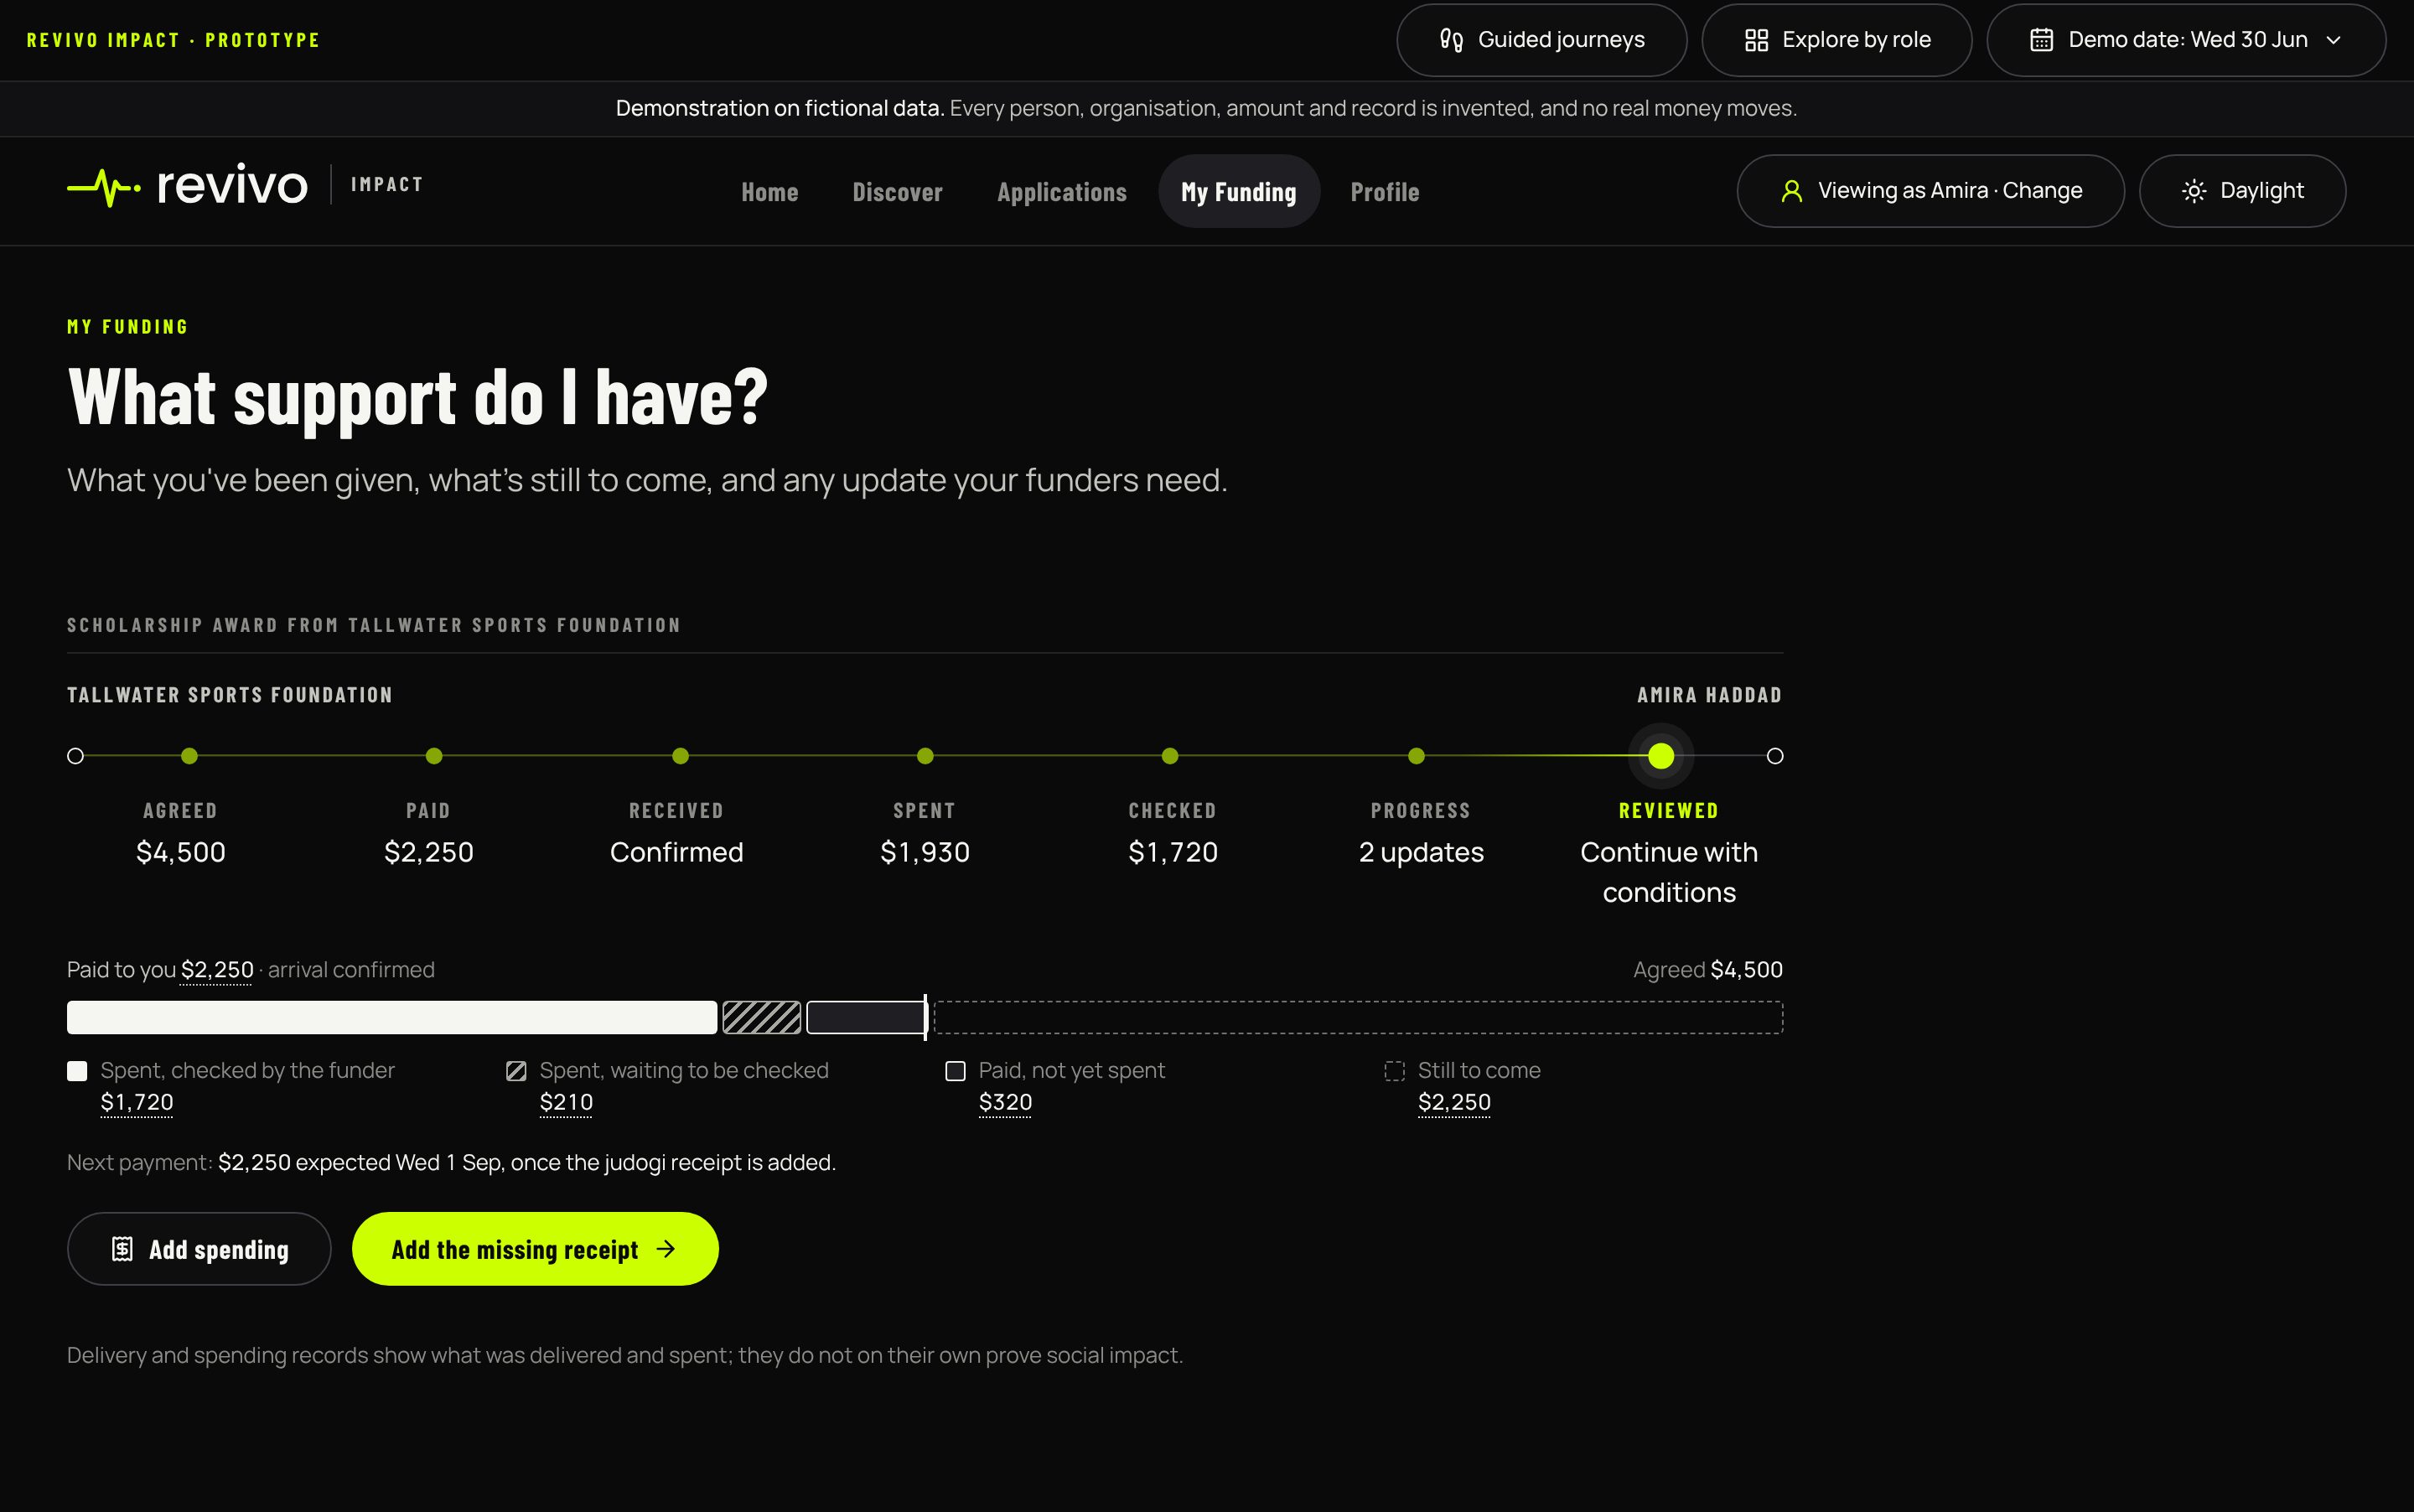 REVIVO IMPACT · PROTOTYPE
Guided journeys
Explore by role
Demo date: Wed 30 Jun
Demonstration on fictional data. Every person, organisation, amount and record is invented, and no real money moves.
revivo
IMPACT
Home
Discover
Applications
My Funding
Profile
Viewing as Amira · Change
Daylight
MY FUNDING
What support do I have?
What you've been given, what's still to come, and any update your funders need.
SCHOLARSHIP AWARD FROM TALLWATER SPORTS FOUNDATION
TALLWATER SPORTS FOUNDATION
AMIRA HADDAD
AGREED
$4,500
PAID
$2,250
RECEIVED
Confirmed
SPENT
$1,930
CHECKED
$1,720
PROGRESS
2 updates
REVIEWED
Continue with
conditions
Paid to you $2,250 · arrival confirmed
Agreed $4,500
Spent, checked by the funder
$1,720
Spent, waiting to be checked
$210
Paid, not yet spent
$320
Still to come
$2,250
Next payment: $2,250 expected Wed 1 Sep, once the judogi receipt is added.
Add spending
Add the missing receipt
Delivery and spending records show what was delivered and spent; they do not on their own prove social impact.